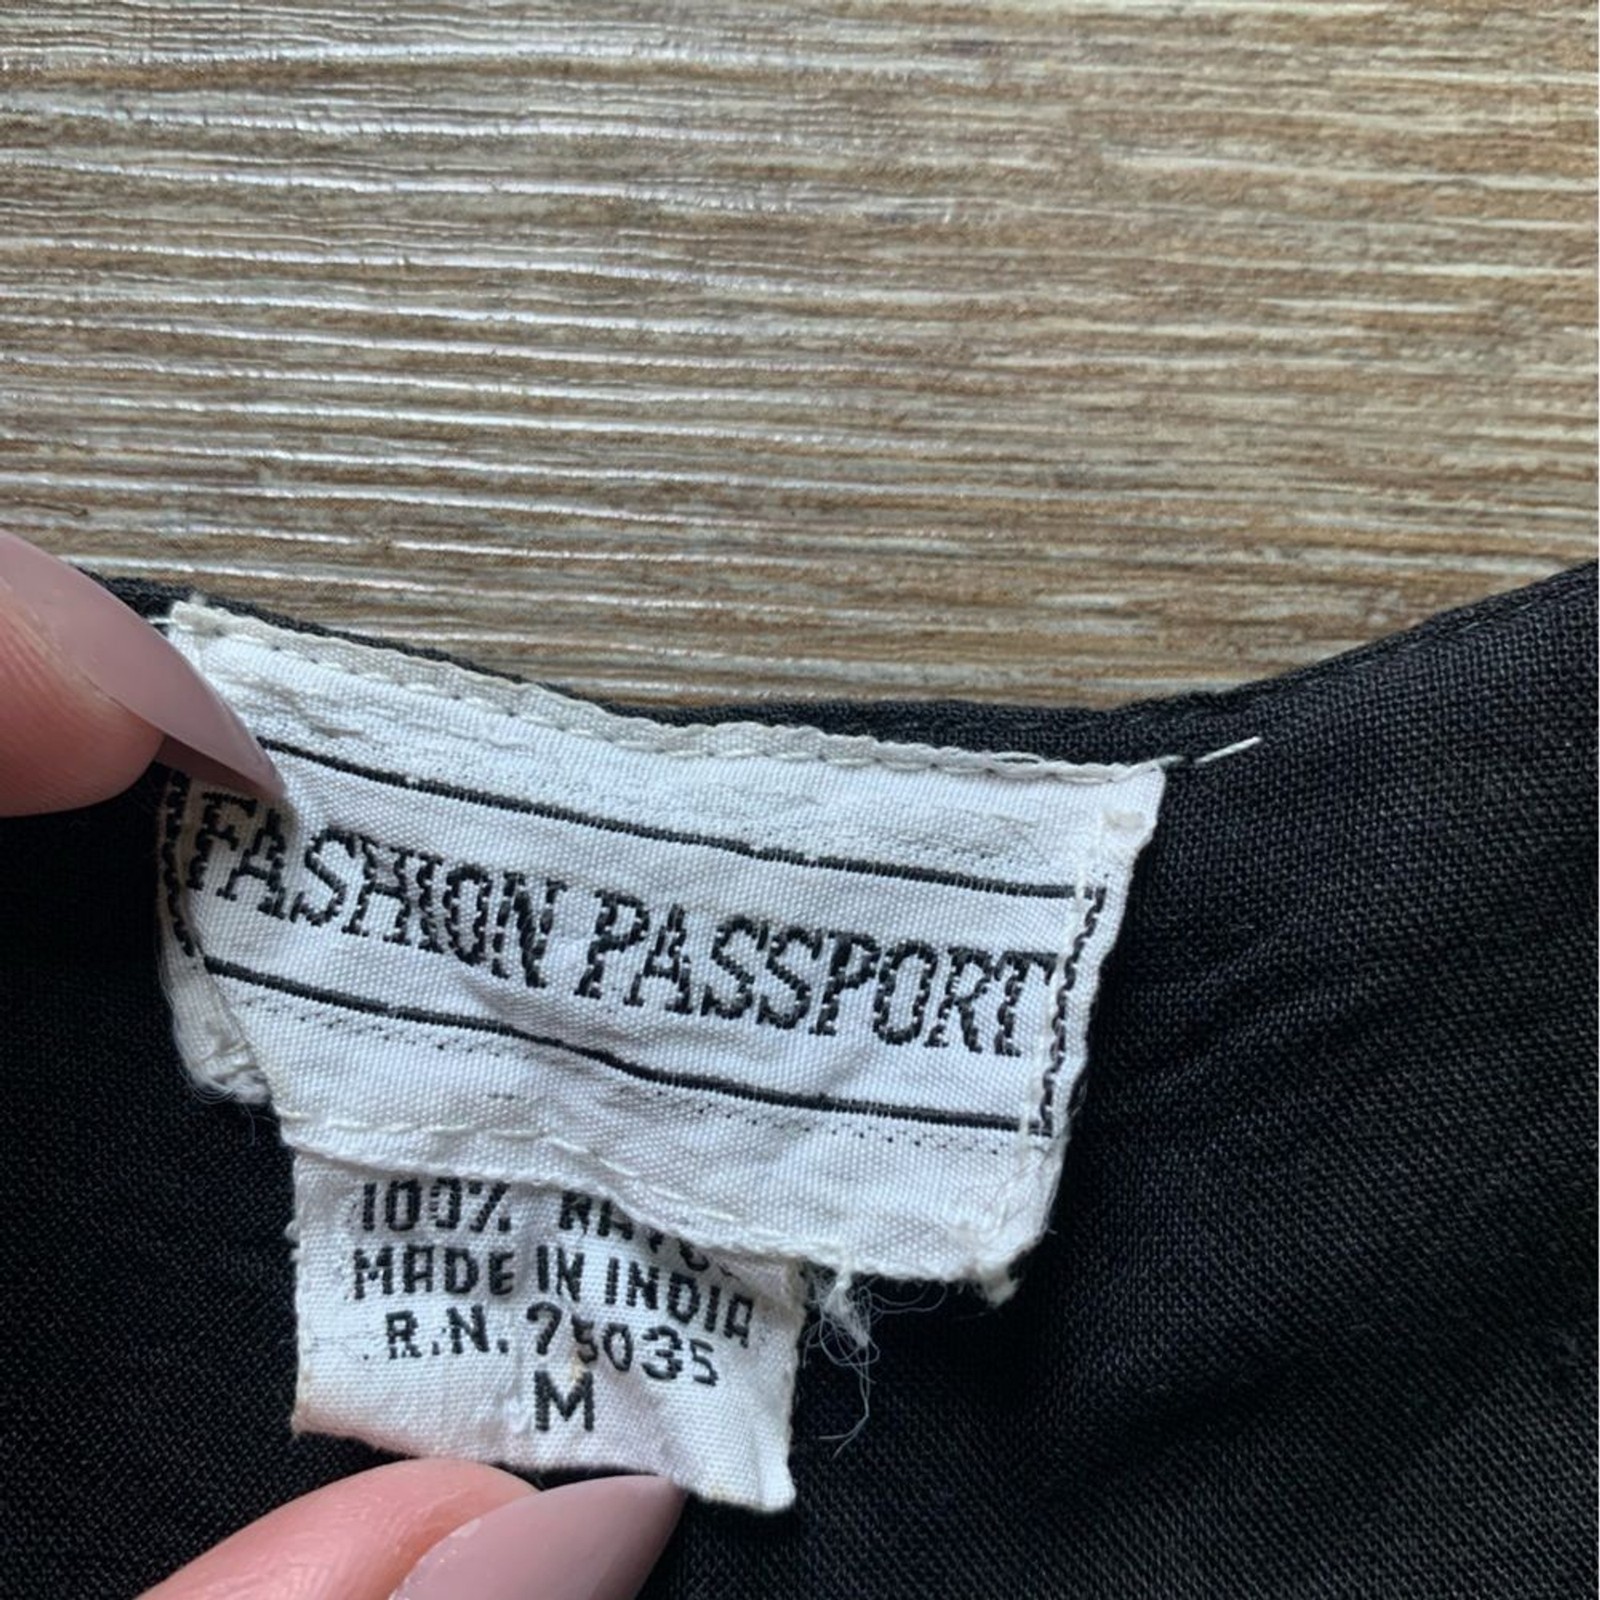 FASHION PASSPORT
100%
MADE IN INDIA
R.N. 75035
M